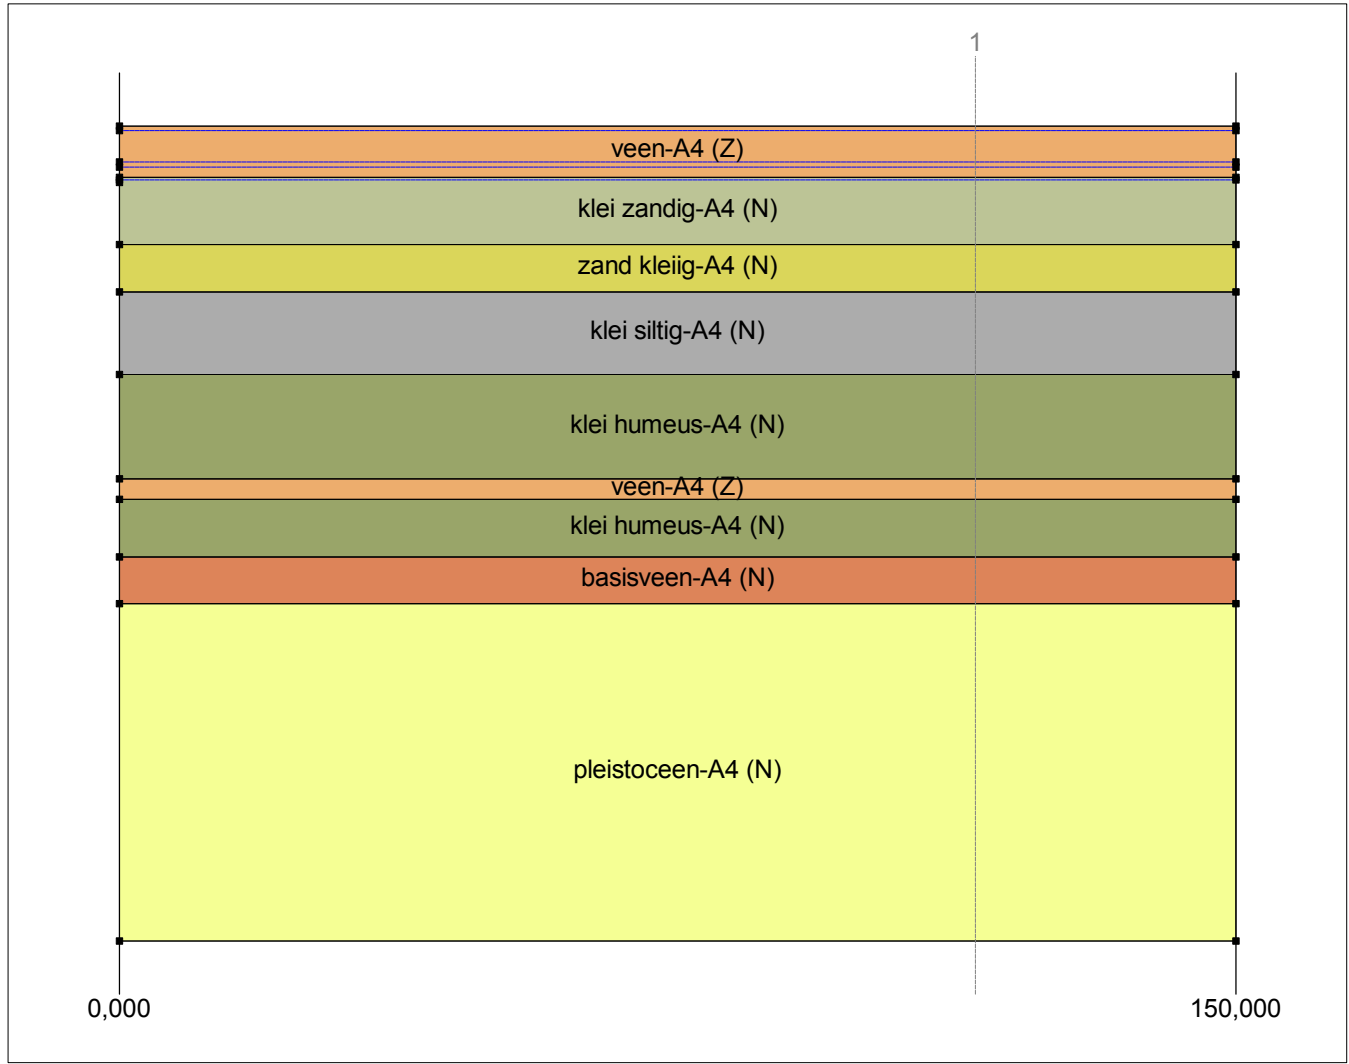 1
veen-A4 (Z)
klei zandig-A4 (N)
zand kleiig-A4 (N)
klei siltig-A4 (N)
klei humeus-A4 (N)
veen-A4 (Z)
klei humeus-A4 (N)
basisveen-A4 (N)
pleistoceen-A4 (N)
0,000 150,000